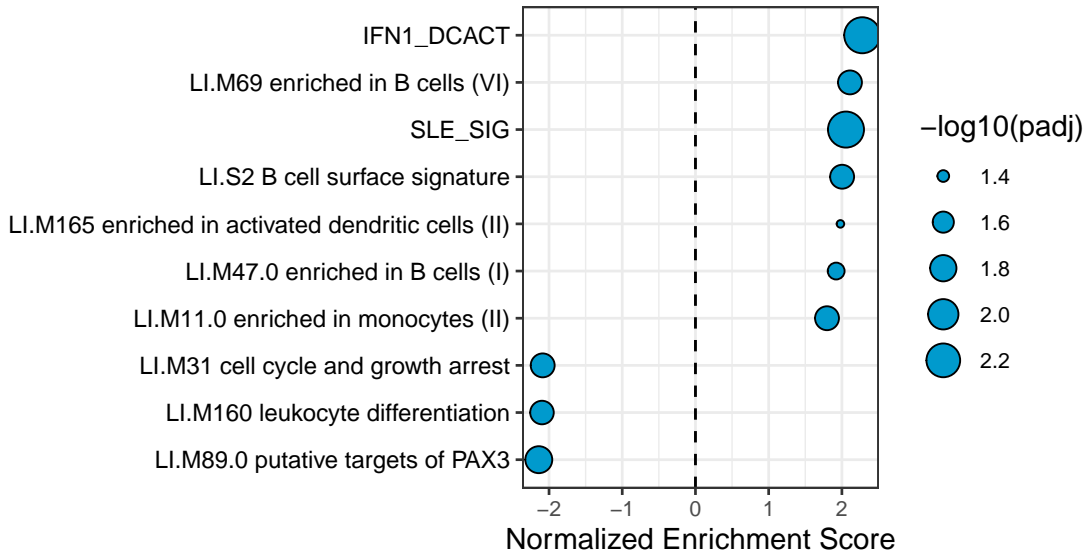 IFN1_DCACT
LI.M69 enriched in B cells (VI)
SLE_SIG
LI.S2 B cell surface signature
LI.M165 enriched in activated dendritic cells (II)
LI.M47.0 enriched in B cells (I)
LI.M11.0 enriched in monocytes (II)
LI.M31 cell cycle and growth arrest
LI.M160 leukocyte differentiation
LI.M89.0 putative targets of PAX3
−2 −1 0 1 2
Normalized Enrichment Score
−log10(padj)
1.4
1.6
1.8
2.0
2.2